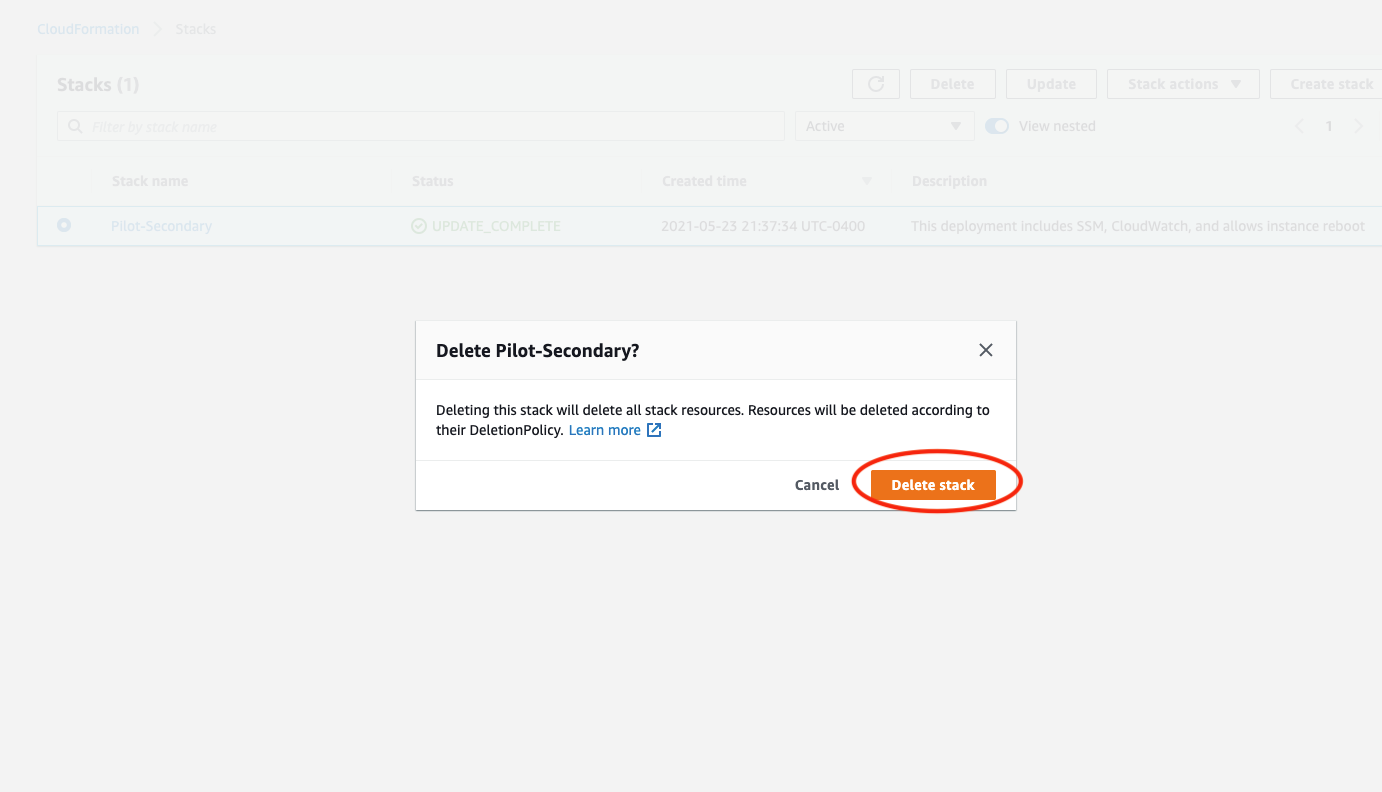 CloudFormation Stacks
Stacks (1)
Delete Update Stack actions Create stack
Filter by stack name Active View nested 1
Stack name Status Created time Description
Pilot-Secondary UPDATE_COMPLETE 2021-05-23 21:37:34 UTC-0400 This deployment includes SSM, CloudWatch, and allows instance reboot
Delete Pilot-Secondary?
Deleting this stack will delete all stack resources. Resources will be deleted according to
their DeletionPolicy. Learn more
Cancel Delete stack